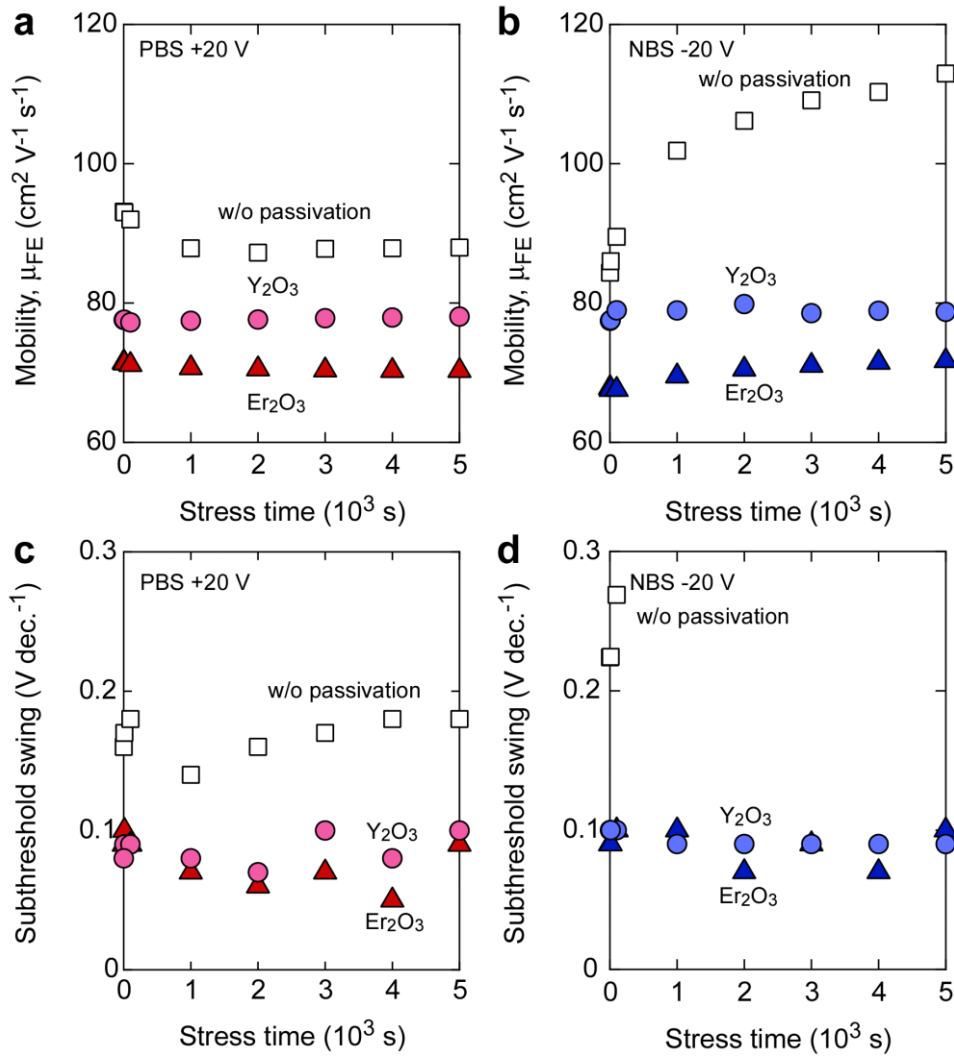 a
PBS +20 V
120
100
80
60
Mobility, μFE (cm² V⁻¹ s⁻¹)
w/o passivation
Y₂O₃
Er₂O₃
0 1 2 3 4 5
Stress time (10³ s)
b
NBS -20 V
120
100
80
60
Mobility, μFE (cm² V⁻¹ s⁻¹)
w/o passivation
Y₂O₃
Er₂O₃
0 1 2 3 4 5
Stress time (10³ s)
c
PBS +20 V
0.3
0.2
0.1
0
Subthreshold swing (V dec.⁻¹)
w/o passivation
Y₂O₃
Er₂O₃
0 1 2 3 4 5
Stress time (10³ s)
d
NBS -20 V
0.3
0.2
0.1
0
Subthreshold swing (V dec.⁻¹)
w/o passivation
Y₂O₃
Er₂O₃
0 1 2 3 4 5
Stress time (10³ s)